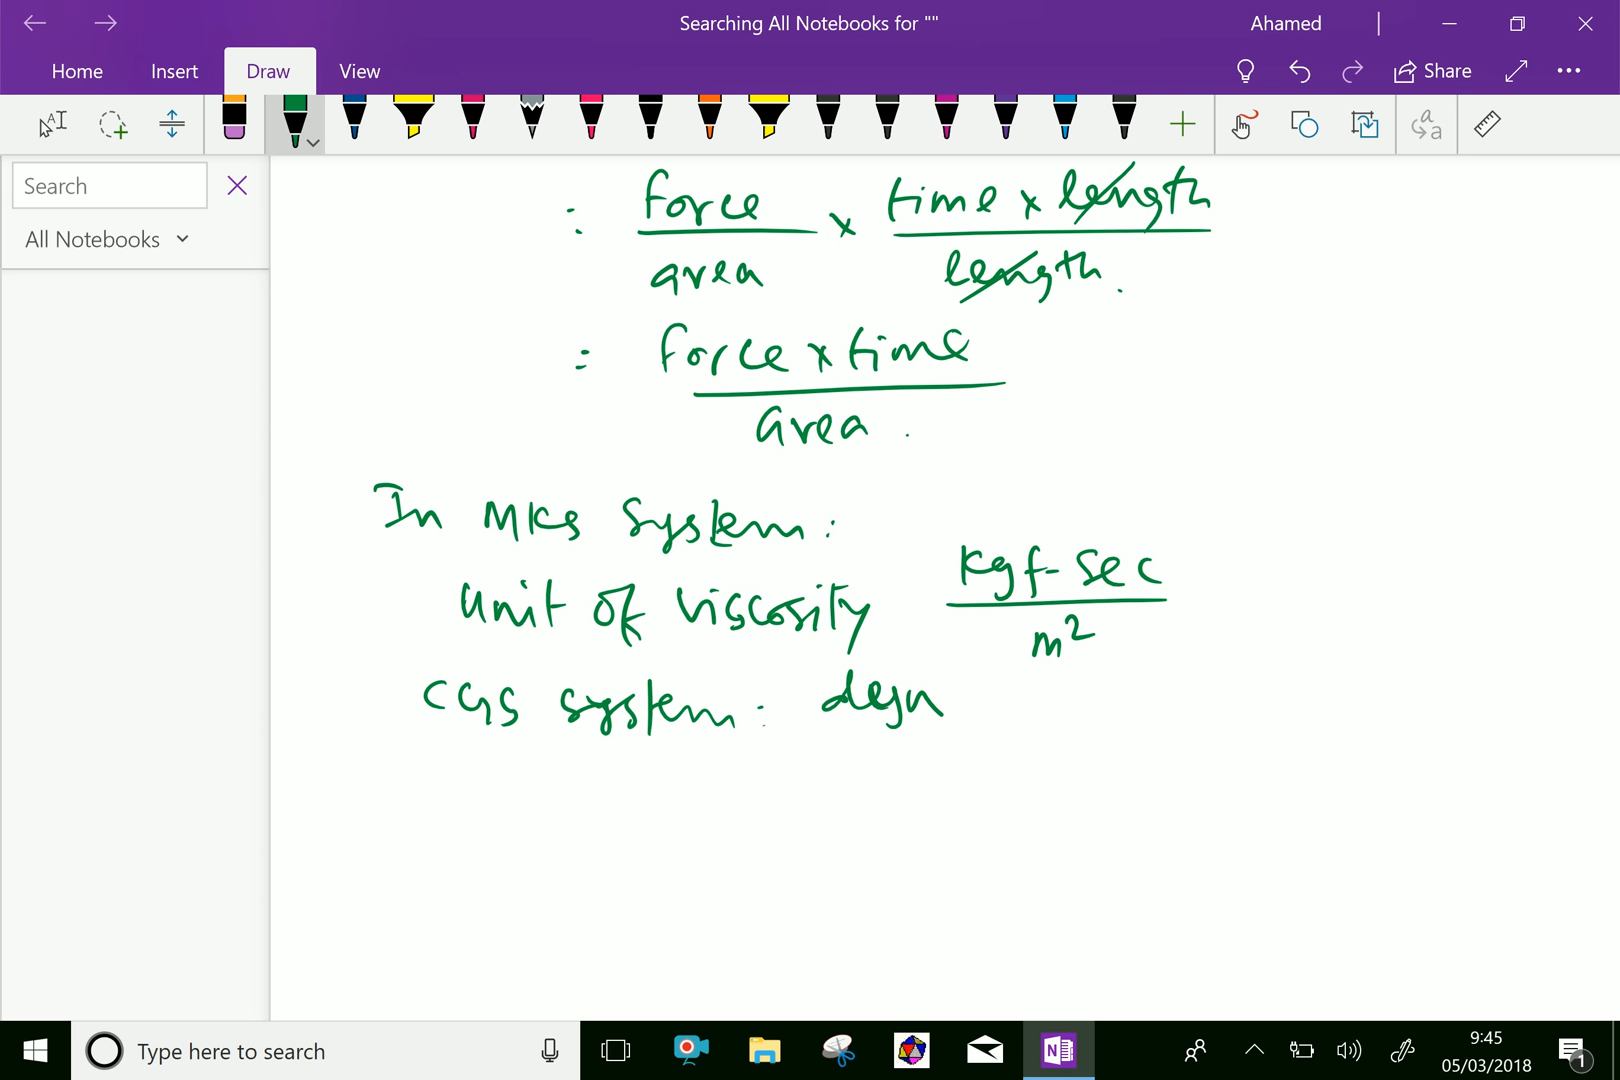 Searching All Notebooks for ""
Ahamed
Home Insert Draw View
Share
Search
All Notebooks
: force / area x time x length / length .
= force x time / area .
In MKS System:
unit of viscosity kgf-sec / m²
CGS system: deyn
Type here to search
9:45
05/03/2018
1